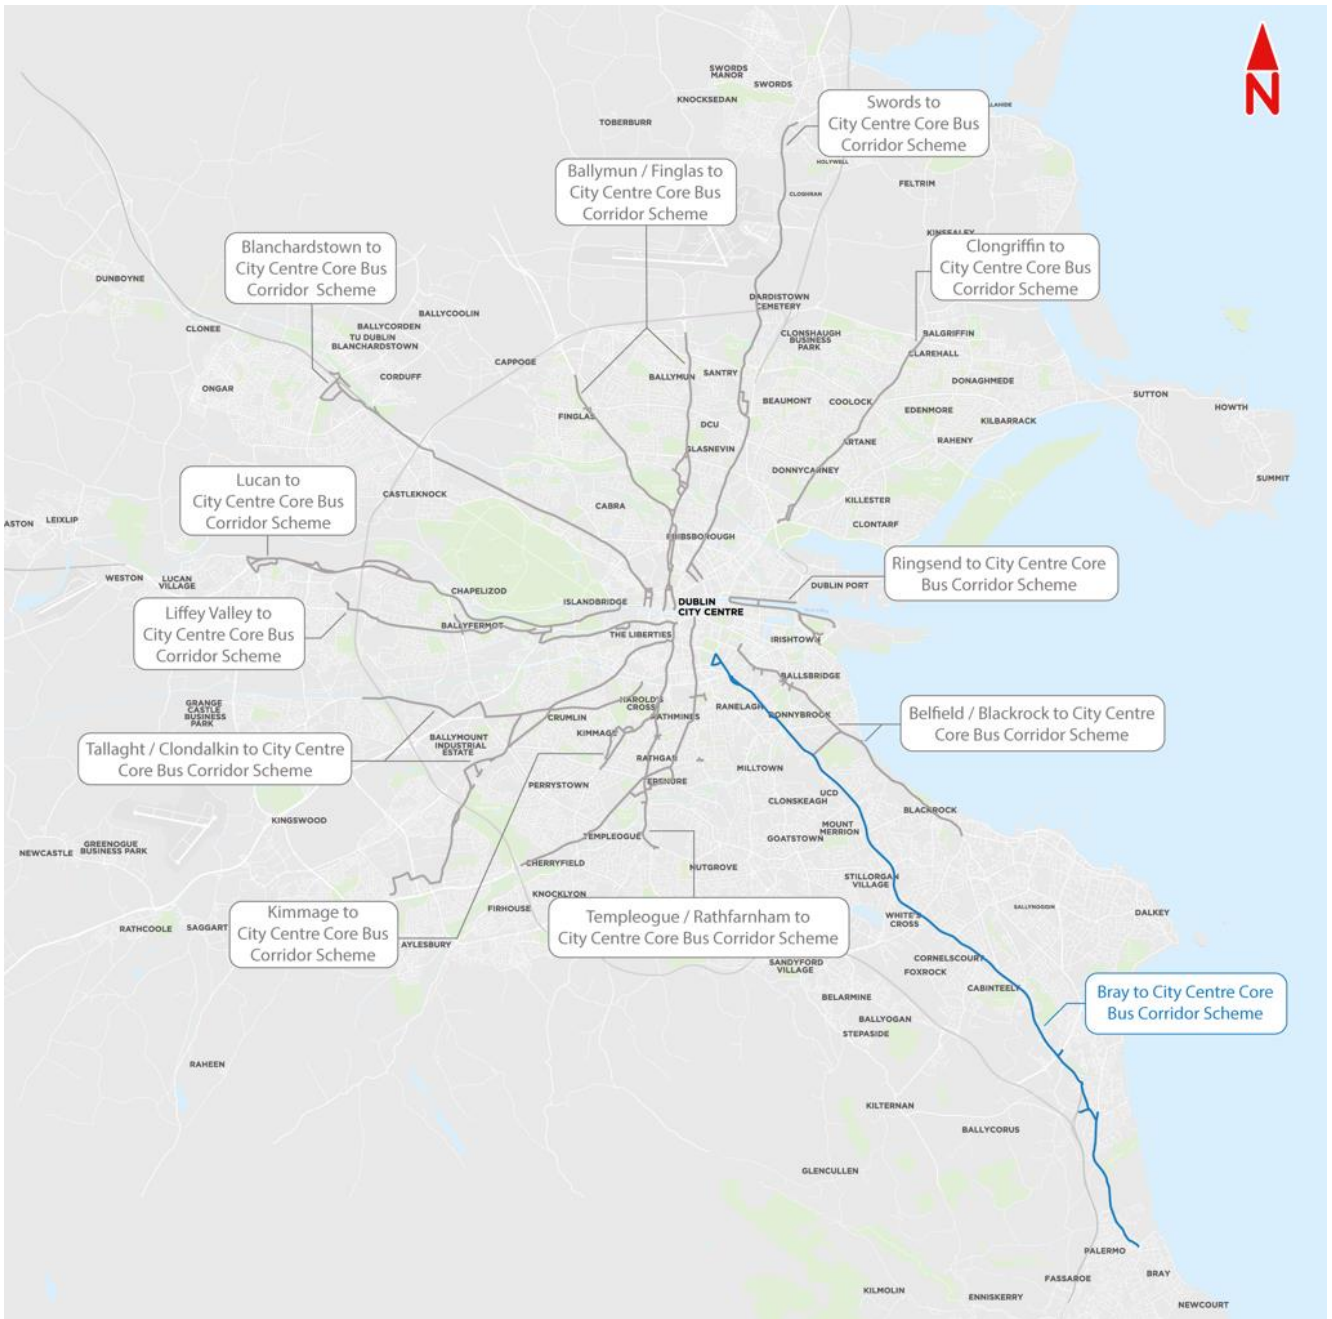 N
SWORDS
MANOR
SWORDS
KNOCKSEDAN
TOBERBURR
Swords to
City Centre Core Bus
Corridor Scheme
HOLYWELL
CLOGHRAN
FELTRIM
KINSEALY
Ballymun / Finglas to
City Centre Core Bus
Corridor Scheme
Clongriffin to
City Centre Core Bus
Corridor Scheme
Blanchardstown to
City Centre Core Bus
Corridor Scheme
DUNBOYNE
CLONEE
BALLYCOOLIN
BALLYCORDEN
TU DUBLIN
BLANCHARDSTOWN
CORDUFF
ONGAR
CAPPOGE
DARDISTOWN
CEMETERY
CLONSHAUGH
BUSINESS
PARK
BALGRIFFIN
CLAREHALL
DONAGHMEDE
BALLYMUN
SANTRY
BEAUMONT
COOLOCK
EDENMORE
KILBARRACK
SUTTON
HOWTH
SUMMIT
FINGLAS
DCU
GLASNEVIN
ARTANE
RAHENY
DONNYCARNEY
KILLESTER
CLONTARF
CASTLEKNOCK
CABRA
PHIBSBOROUGH
Lucan to
City Centre Core Bus
Corridor Scheme
ASTON
LEIXLIP
WESTON
LUCAN
VILLAGE
CHAPELIZOD
ISLANDBRIDGE
DUBLIN
CITY CENTRE
DUBLIN PORT
Ringsend to City Centre Core
Bus Corridor Scheme
Liffey Valley to
City Centre Core Bus
Corridor Scheme
BALLYFERMOT
THE LIBERTIES
IRISHTOWN
BALLSBRIDGE
GRANGE
CASTLE
BUSINESS
PARK
CRUMLIN
HAROLD'S
CROSS
RATHMINES
RANELAGH
DONNYBROOK
Belfield / Blackrock to City Centre
Core Bus Corridor Scheme
Tallaght / Clondalkin to City Centre
Core Bus Corridor Scheme
BALLYMOUNT
INDUSTRIAL
ESTATE
KIMMAGE
RATHGAR
MILLTOWN
PERRYSTOWN
TERENURE
CLONSKEAGH
UCD
BLACKROCK
KINGSWOOD
MOUNT
MERRION
GOATSTOWN
TEMPLEOGUE
NEWCASTLE
GREENOGUE
BUSINESS PARK
CHERRYFIELD
NUTGROVE
STILLORGAN
VILLAGE
KNOCKLYON
FIRHOUSE
BALLYNOGGIN
DALKEY
WHITE'S
CROSS
Kimmage to
City Centre Core Bus
Corridor Scheme
Templeogue / Rathfarnham to
City Centre Core Bus Corridor Scheme
RATHCOOLE
SAGGART
AYLESBURY
SANDYFORD
VILLAGE
CORNELSCOURT
FOXROCK
CABINTEELY
BELARMINE
BALLYOGAN
STEPASIDE
Bray to City Centre Core
Bus Corridor Scheme
RAHEEN
KILTERNAN
BALLYCORUS
GLENCULLEN
PALERMO
FASSAROE
BRAY
KILMOLIN
ENNISKERRY
NEWCOURT